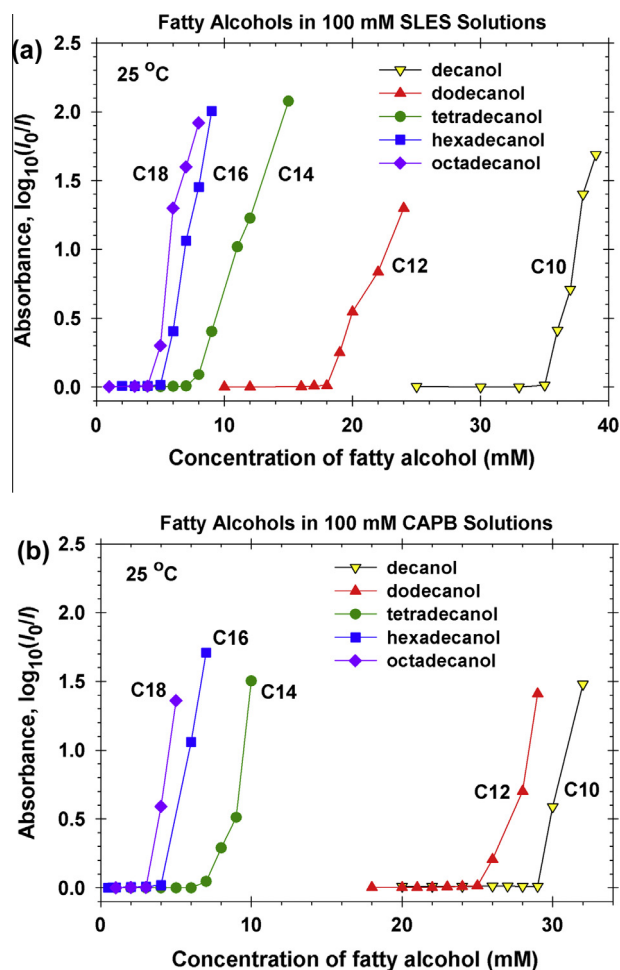 Fatty Alcohols in 100 mM SLES Solutions
(a)
25 °C
decanol
dodecanol
tetradecanol
hexadecanol
octadecanol
C18
C16
C14
C12
C10
Absorbance, log10(I0/I)
2.5
2.0
1.5
1.0
0.5
0.0
0 10 20 30 40
Concentration of fatty alcohol (mM)
Fatty Alcohols in 100 mM CAPB Solutions
(b)
25 °C
decanol
dodecanol
tetradecanol
hexadecanol
octadecanol
C16
C18
C14
C12
C10
Absorbance, log10(I0/I)
2.5
2.0
1.5
1.0
0.5
0.0
0 10 20 30
Concentration of fatty alcohol (mM)